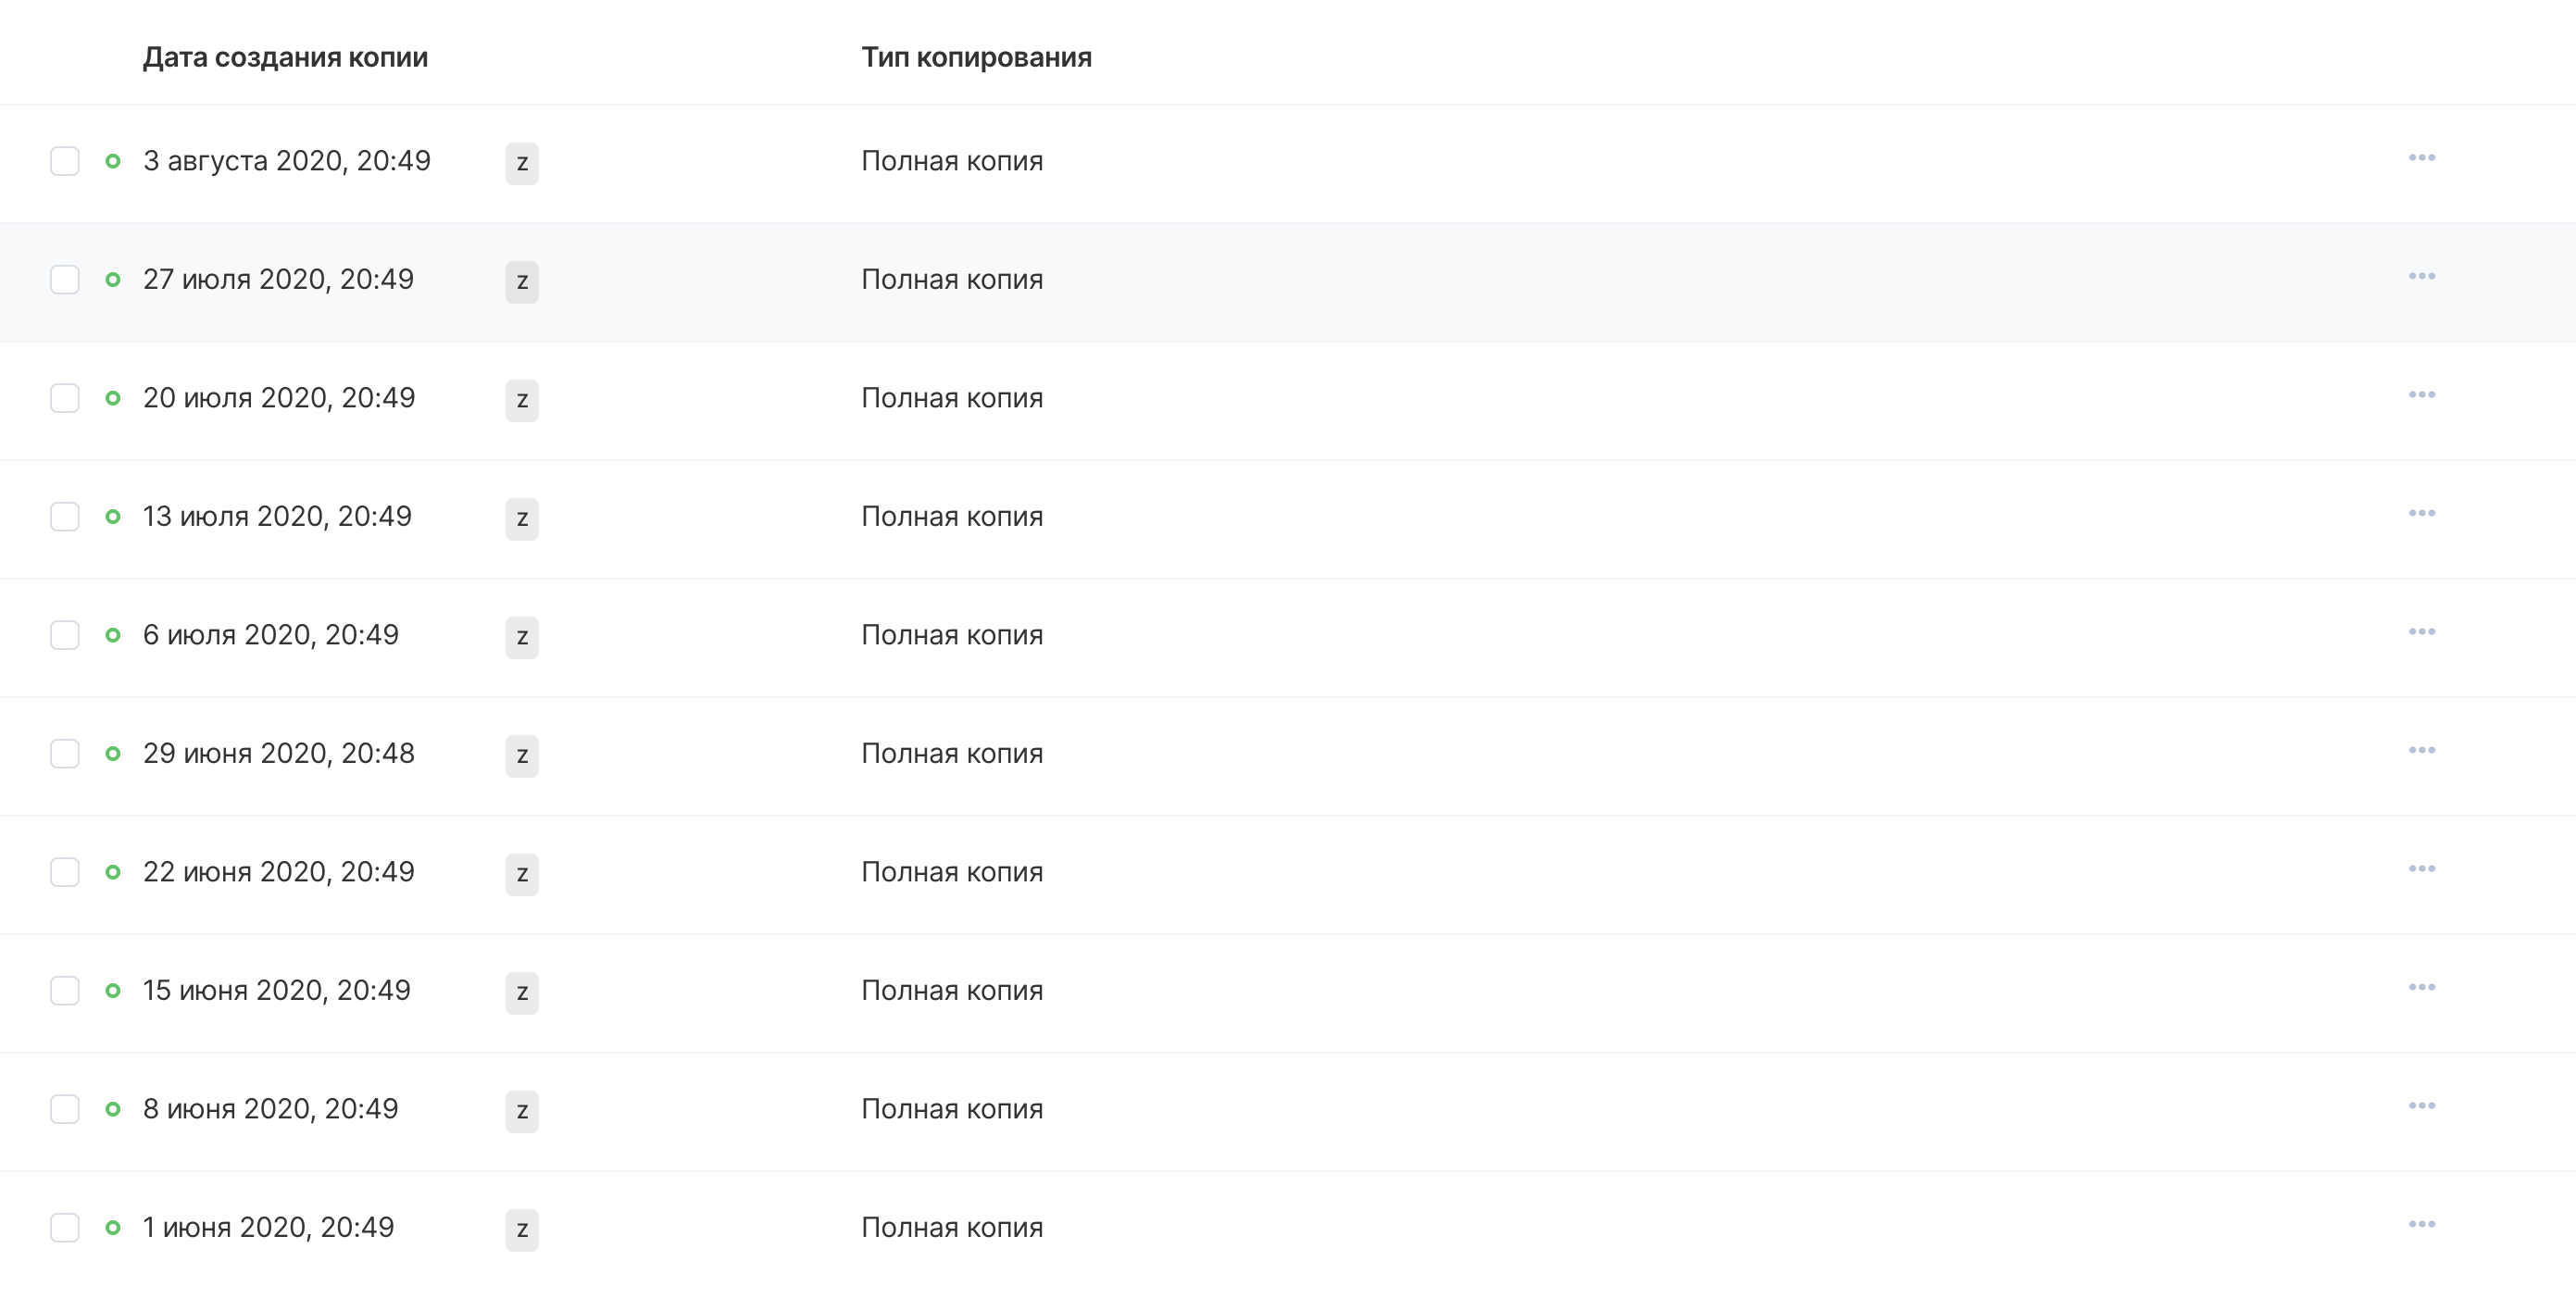 Дата создания копии Тип копирования
3 августа 2020, 20:49 z Полная копия
27 июля 2020, 20:49 z Полная копия
20 июля 2020, 20:49 z Полная копия
13 июля 2020, 20:49 z Полная копия
6 июля 2020, 20:49 z Полная копия
29 июня 2020, 20:48 z Полная копия
22 июня 2020, 20:49 z Полная копия
15 июня 2020, 20:49 z Полная копия
8 июня 2020, 20:49 z Полная копия
1 июня 2020, 20:49 z Полная копия